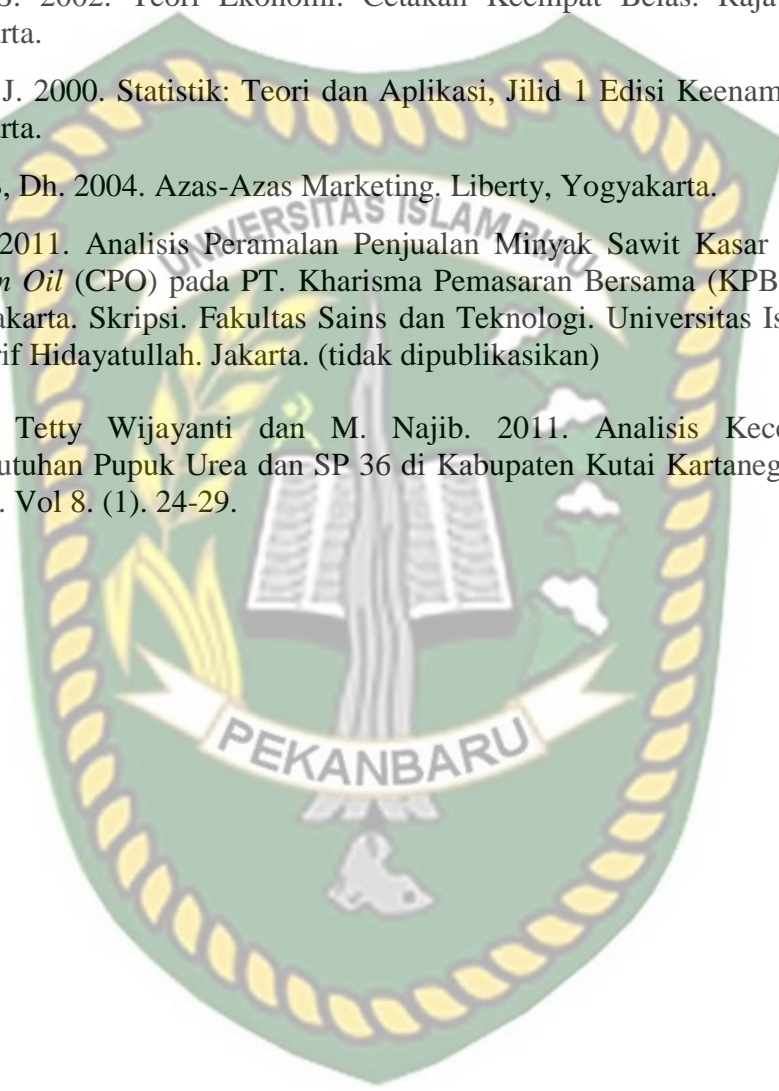 S. 2002. Teori Ekonomi. Cetakan Keempat Belas. Raja
rta.
J. 2000. Statistik: Teori dan Aplikasi, Jilid 1 Edisi Keenam
rta.
, Dh. 2004. Azas-Azas Marketing. Liberty, Yogyakarta.
UNIVERSITAS ISLAM RIAU
2011. Analisis Peramalan Penjualan Minyak Sawit Kasar
n Oil (CPO) pada PT. Kharisma Pemasaran Bersama (KPB
akarta. Skripsi. Fakultas Sains dan Teknologi. Universitas Is
rif Hidayatullah. Jakarta. (tidak dipublikasikan)
Tetty Wijayanti dan M. Najib. 2011. Analisis Kece
utuhan Pupuk Urea dan SP 36 di Kabupaten Kutai Kartaneg
. Vol 8. (1). 24-29.
PEKANBARU